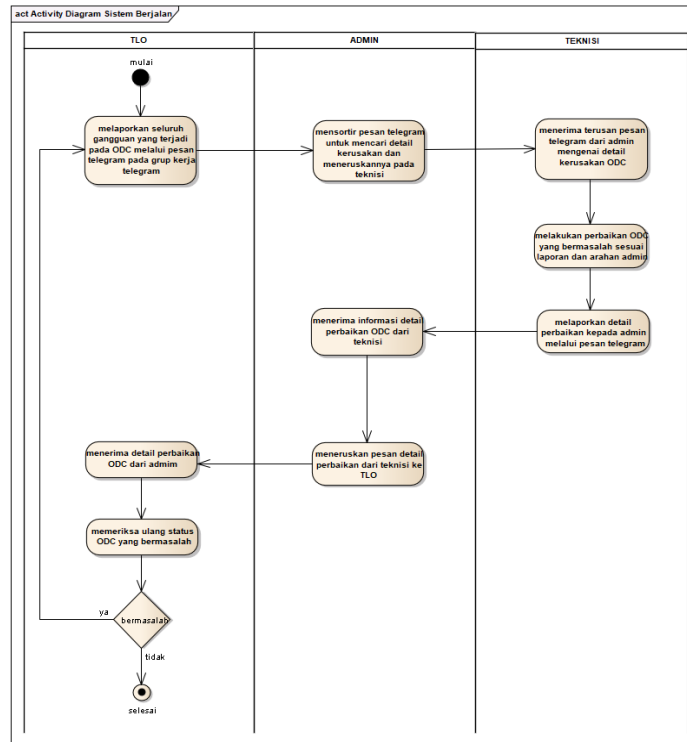 act Activity Diagram Sistem Berjalan
TLO
ADMIN
TEKNISI
mulai
melaporkan seluruh
gangguan yang terjadi
pada ODC melalui pesan
telegram pada grup kerja
telegram
mensortir pesan telegram
untuk mencari detail
kerusakan dan
meneruskannya pada
teknisi
menerima terusan pesan
telegram dari admin
mengenai detail
kerusakan ODC
melakukan perbaikan ODC
yang bermasalah sesuai
laporan dan arahan admin
melaporkan detail
perbaikan kepada admin
melalui pesan telegram
menerima informasi detail
perbaikan ODC dari
teknisi
meneruskan pesan detail
perbaikan dari teknisi ke
TLO
menerima detail perbaikan
ODC dari admim
memeriksa ulang status
ODC yang bermasalah
bermasalah
ya
tidak
selesai